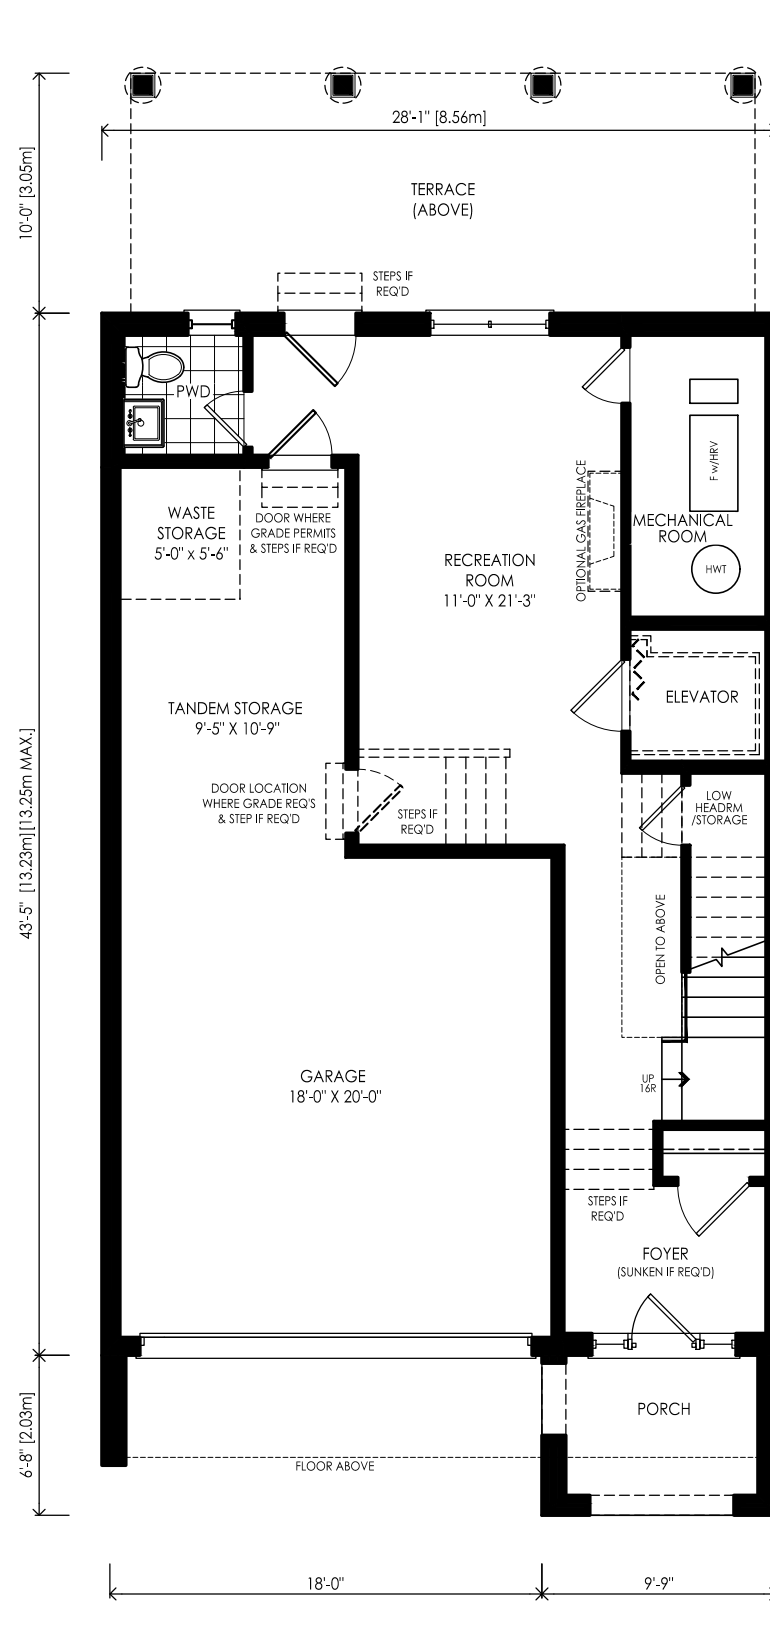 28'-1" [8.56m]
10'-0" [3.05m]
TERRACE
(ABOVE)
STEPS IF
REQ'D
PWD
F w/HRV
OPTIONAL GAS FIREPLACE
WASTE
STORAGE
5'-0" x 5'-6"
DOOR WHERE
GRADE PERMITS
& STEPS IF REQ'D
MECHANICAL
ROOM
RECREATION
ROOM
11'-0" X 21'-3"
HWT
ELEVATOR
TANDEM STORAGE
9'-5" X 10'-9"
DOOR LOCATION
WHERE GRADE REQ'S
& STEP IF REQ'D
STEPS IF
REQ'D
LOW
HEADRM
/STORAGE
43'-5" [13.23m][13.25m MAX.]
OPEN TO ABOVE
GARAGE
18'-0" X 20'-0"
UP
16R
STEPS IF
REQ'D
FOYER
(SUNKEN IF REQ'D)
6'-8" [2.03m]
PORCH
FLOOR ABOVE
18'-0"
9'-9"